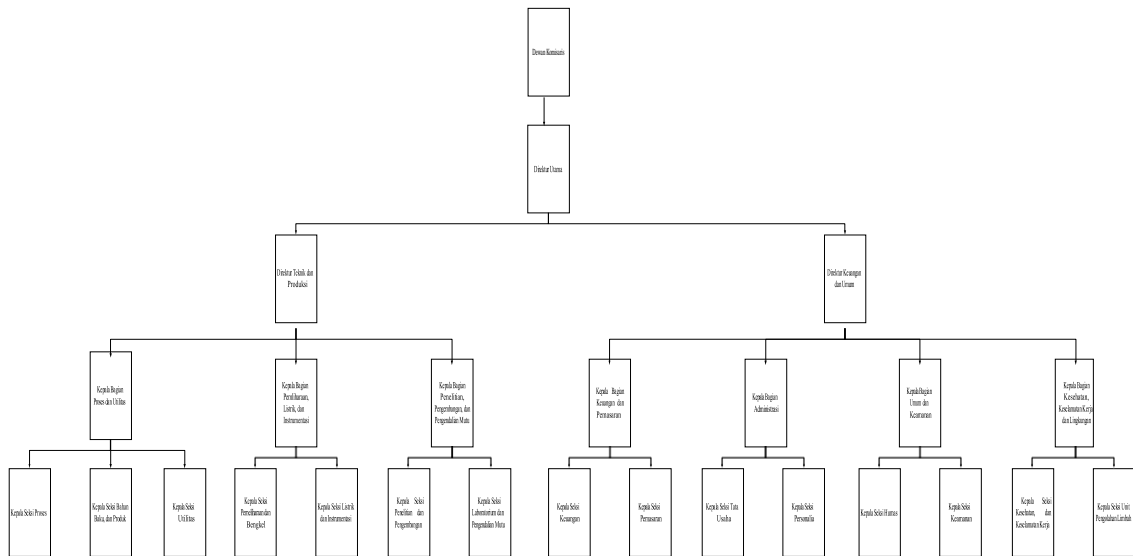 Dewan Komisaris
Direktur Utama
Direktur Teknik dan
Produksi
Direktur Keuangan
dan Umum
Kepala Bagian
Proses dan Utilitas
Kepala Bagian
Pemeliharaan,
Listrik, dan
Instrumentasi
Kepala Bagian
Penelitian,
Pengembangan, dan
Pengendalian Mutu
Kepala Bagian
Keuangan dan
Pemasaran
Kepala Bagian
Administrasi
Kepala Bagian
Umum dan
Keamanan
Kepala Bagian
Kesehatan,
Keselamatan Kerja
dan Lingkungan
Kepala Seksi Proses
Kepala Seksi Bahan
Baku, dan Produk
Kepala Seksi
Utilitas
Kepala Seksi
Pemeliharaan dan
Bengkel
Kepala Seksi Listrik
dan Instrumentasi
Kepala Seksi
Penelitian dan
Pengembangan
Kepala Seksi
Laboratorium dan
Pengendalian Mutu
Kepala Seksi
Keuangan
Kepala Seksi
Pemasaran
Kepala Seksi Tata
Usaha
Kepala Seksi
Personalia
Kepala Seksi Humas
Kepala Seksi
Keamanan
Kepala Seksi
Kesehatan, dan
Keselamatan Kerja
Kepala Seksi Unit
Pengolahan Limbah